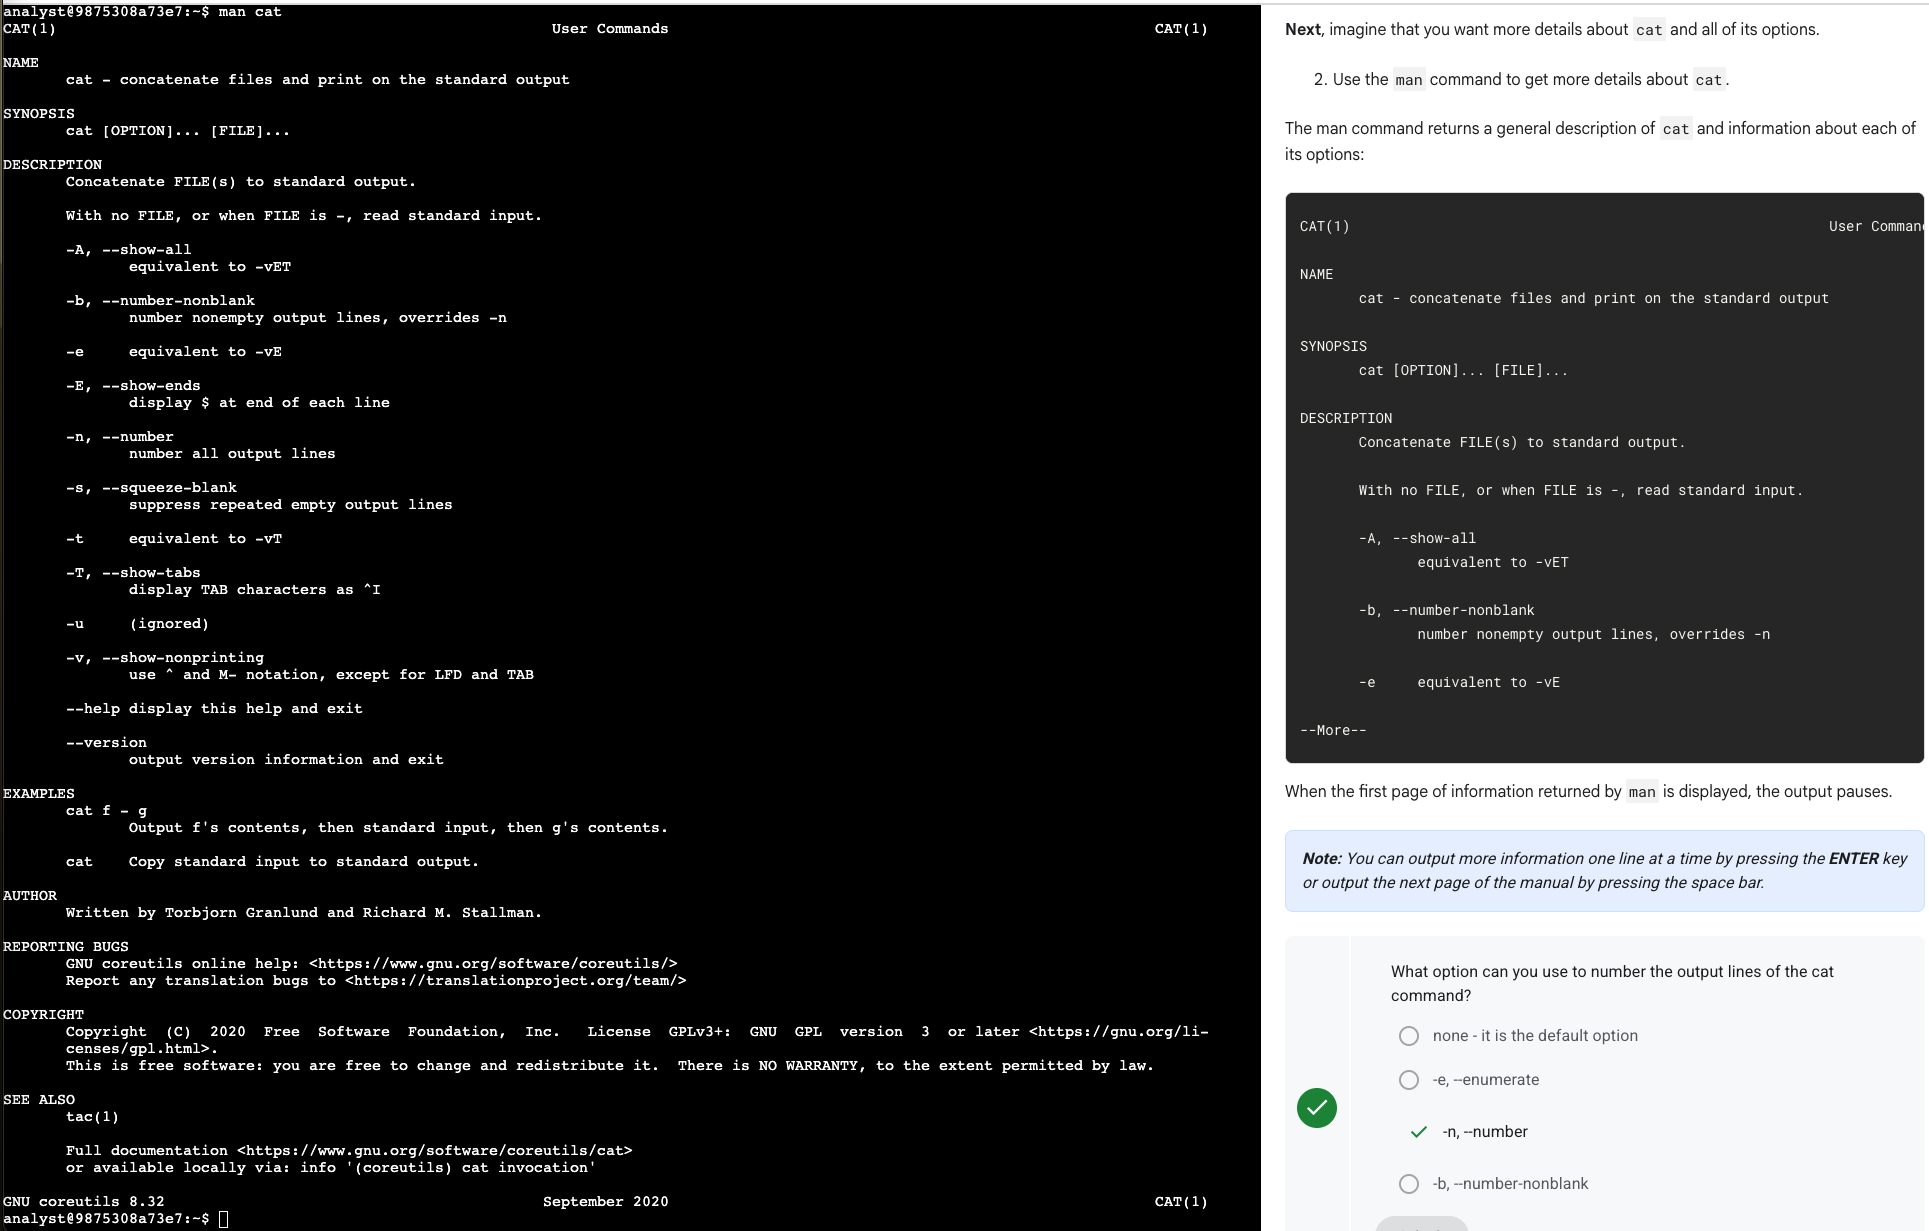 analyst@9875308a73e7:~$ man cat
CAT(1) User Commands CAT(1)
NAME
cat - concatenate files and print on the standard output
SYNOPSIS
cat [OPTION]... [FILE]...
DESCRIPTION
Concatenate FILE(s) to standard output.
With no FILE, or when FILE is -, read standard input.
-A, --show-all
equivalent to -vET
-b, --number-nonblank
number nonempty output lines, overrides -n
-e equivalent to -vE
-E, --show-ends
display $ at end of each line
-n, --number
number all output lines
-s, --squeeze-blank
suppress repeated empty output lines
-t equivalent to -vT
-T, --show-tabs
display TAB characters as ^I
-u (ignored)
-v, --show-nonprinting
use ^ and M- notation, except for LFD and TAB
--help display this help and exit
--version
output version information and exit
EXAMPLES
cat f - g
Output f's contents, then standard input, then g's contents.
cat Copy standard input to standard output.
AUTHOR
Written by Torbjorn Granlund and Richard M. Stallman.
REPORTING BUGS
GNU coreutils online help: <https://www.gnu.org/software/coreutils/>
Report any translation bugs to <https://translationproject.org/team/>
COPYRIGHT
Copyright (C) 2020 Free Software Foundation, Inc. License GPLv3+: GNU GPL version 3 or later <https://gnu.org/li-
censes/gpl.html>.
This is free software: you are free to change and redistribute it. There is NO WARRANTY, to the extent permitted by law.
SEE ALSO
tac(1)
Full documentation <https://www.gnu.org/software/coreutils/cat>
or available locally via: info '(coreutils) cat invocation'
GNU coreutils 8.32 September 2020 CAT(1)
analyst@9875308a73e7:~$
Next, imagine that you want more details about cat and all of its options.
2. Use the man command to get more details about cat.
The man command returns a general description of cat and information about each of
its options:
CAT(1) User Comman
NAME
cat - concatenate files and print on the standard output
SYNOPSIS
cat [OPTION]... [FILE]...
DESCRIPTION
Concatenate FILE(s) to standard output.
With no FILE, or when FILE is -, read standard input.
-A, --show-all
equivalent to -vET
-b, --number-nonblank
number nonempty output lines, overrides -n
-e equivalent to -vE
--More--
When the first page of information returned by man is displayed, the output pauses.
Note: You can output more information one line at a time by pressing the ENTER key
or output the next page of the manual by pressing the space bar.
What option can you use to number the output lines of the cat
command?
none - it is the default option
-e, --enumerate
-n, --number
-b, --number-nonblank